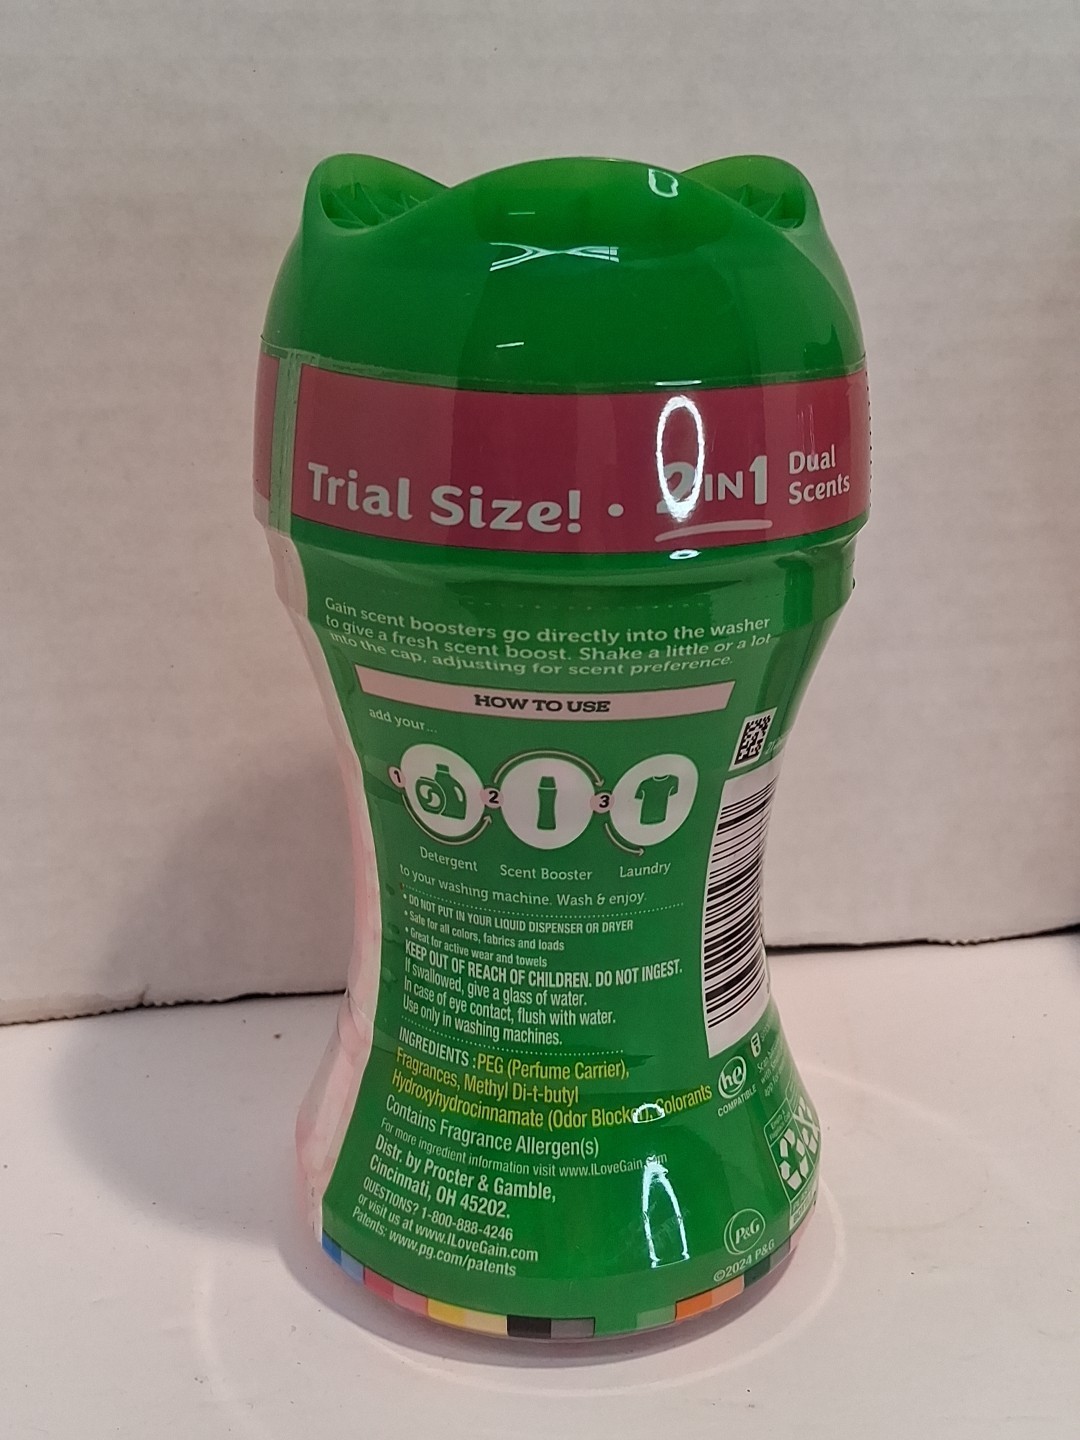 Trial Size! • 2 IN 1 Dual Scents
Gain scent boosters go directly into the washer
to give a fresh scent boost. Shake a little or a lot
into the cap, adjusting for scent preference.
HOW TO USE
add your...
1 2 3
Detergent Scent Booster Laundry
to your washing machine. Wash & enjoy.
• DO NOT PUT IN YOUR LIQUID DISPENSER OR DRYER
• Safe for all colors, fabrics and loads
• Great for active wear and towels
KEEP OUT OF REACH OF CHILDREN. DO NOT INGEST.
If swallowed, give a glass of water.
In case of eye contact, flush with water.
Use only in washing machines.
INGREDIENTS :PEG (Perfume Carrier),
Fragrances, Methyl Di-t-butyl
Hydroxyhydrocinnamate (Odor Blocker), Colorants
Contains Fragrance Allergen(s)
For more ingredient information visit www.ILoveGain.com
Distr. by Procter & Gamble,
Cincinnati, OH 45202.
QUESTIONS? 1-800-888-4246
or visit us at www.ILoveGain.com
Patents: www.pg.com/patents
he
COMPATIBLE
P&G
©2024 P&G